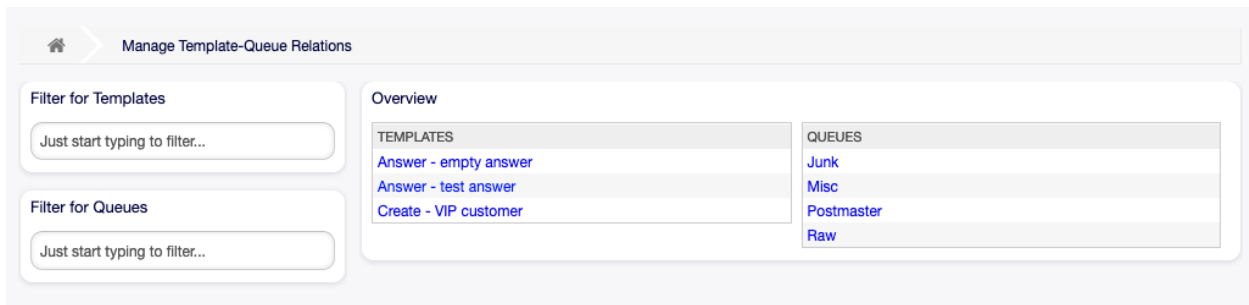 Manage Template-Queue Relations
Filter for Templates
Just start typing to filter...
Filter for Queues
Just start typing to filter...
Overview
TEMPLATES
Answer - empty answer
Answer - test answer
Create - VIP customer
QUEUES
Junk
Misc
Postmaster
Raw